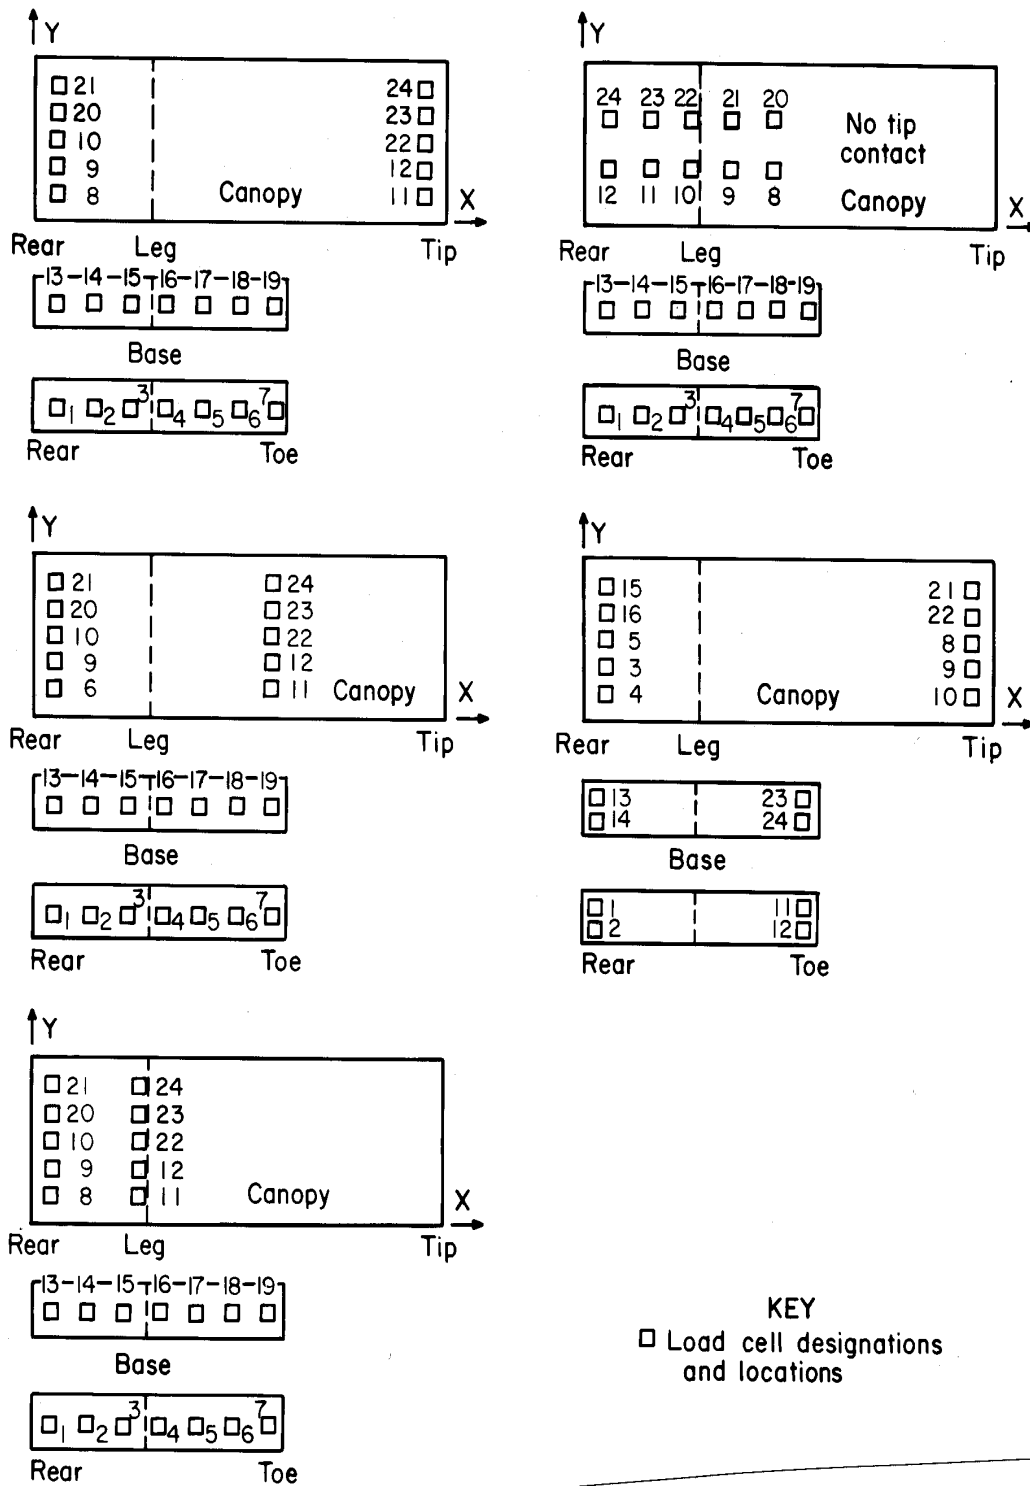 Y
21 24
20 23
10 22
9 12
8 Canopy 11 X
Rear Leg Tip
13-14-15 16-17-18-19
Base
1 2 3 4 5 6 7
Rear Toe
Y
24 23 22 21 20
No tip
contact
12 11 10 9 8 Canopy X
Rear Leg Tip
13-14-15 16-17-18-19
Base
1 2 3 4 5 6 7
Rear Toe
Y
21 24
20 23
10 22
9 12
6 11 Canopy X
Rear Leg Tip
13-14-15 16-17-18-19
Base
1 2 3 4 5 6 7
Rear Toe
Y
15 21
16 22
5 8
3 9
4 Canopy 10 X
Rear Leg Tip
13 23
14 24
Base
1 11
2 12
Rear Toe
Y
21 24
20 23
10 22
9 12
8 11 Canopy X
Rear Leg Tip
13-14-15 16-17-18-19
Base
1 2 3 4 5 6 7
Rear Toe
KEY
Load cell designations
and locations